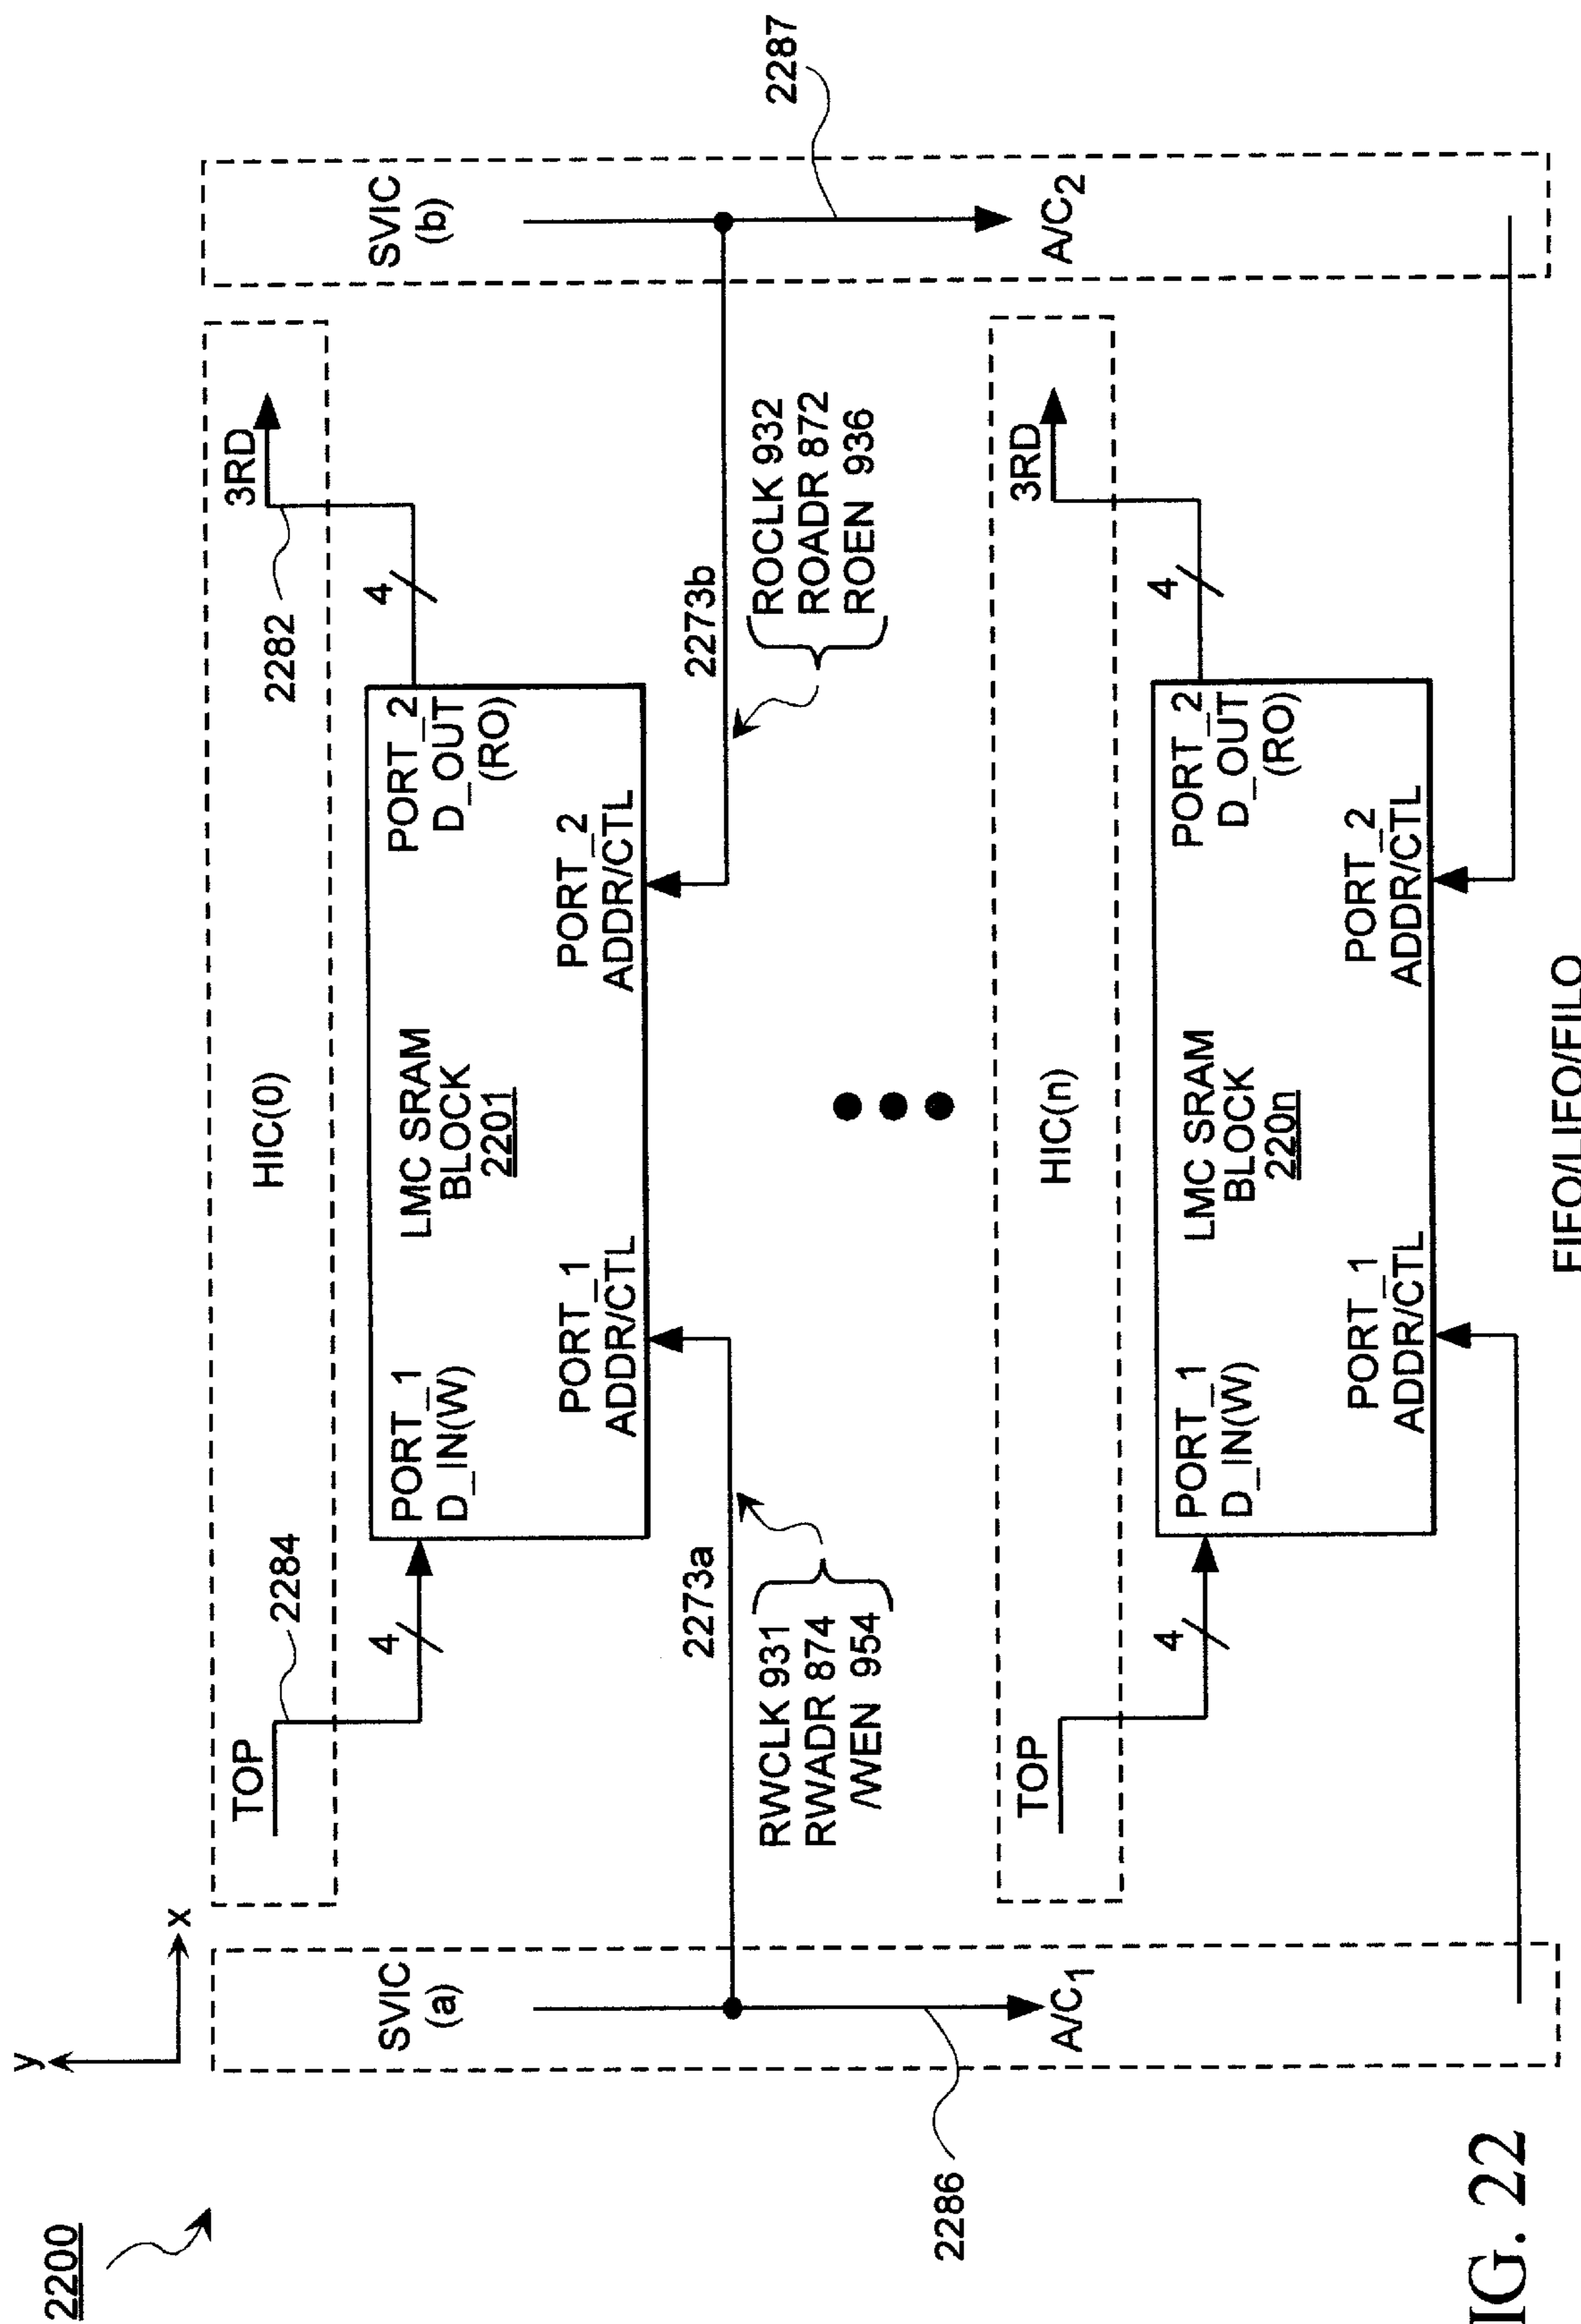 2200
y
x
SVIC
(a)
2286
A/C1
HIC(0)
TOP
2284
4
PORT_1
D_IN(W)
LMC SRAM
BLOCK
2201
PORT_2
D_OUT
(RO)
PORT_1
ADDR/CTL
PORT_2
ADDR/CTL
4
3RD
2282
2273a
RWCLK 931
RWADR 874
/WEN 954
2273b
ROCLK 932
ROADR 872
ROEN 936
SVIC
(b)
2287
A/C2
HIC(n)
TOP
4
PORT_1
D_IN(W)
LMC SRAM
BLOCK
220n
PORT_2
D_OUT
(RO)
PORT_1
ADDR/CTL
PORT_2
ADDR/CTL
4
3RD
IG. 22
FIFO/LIFO/FILO